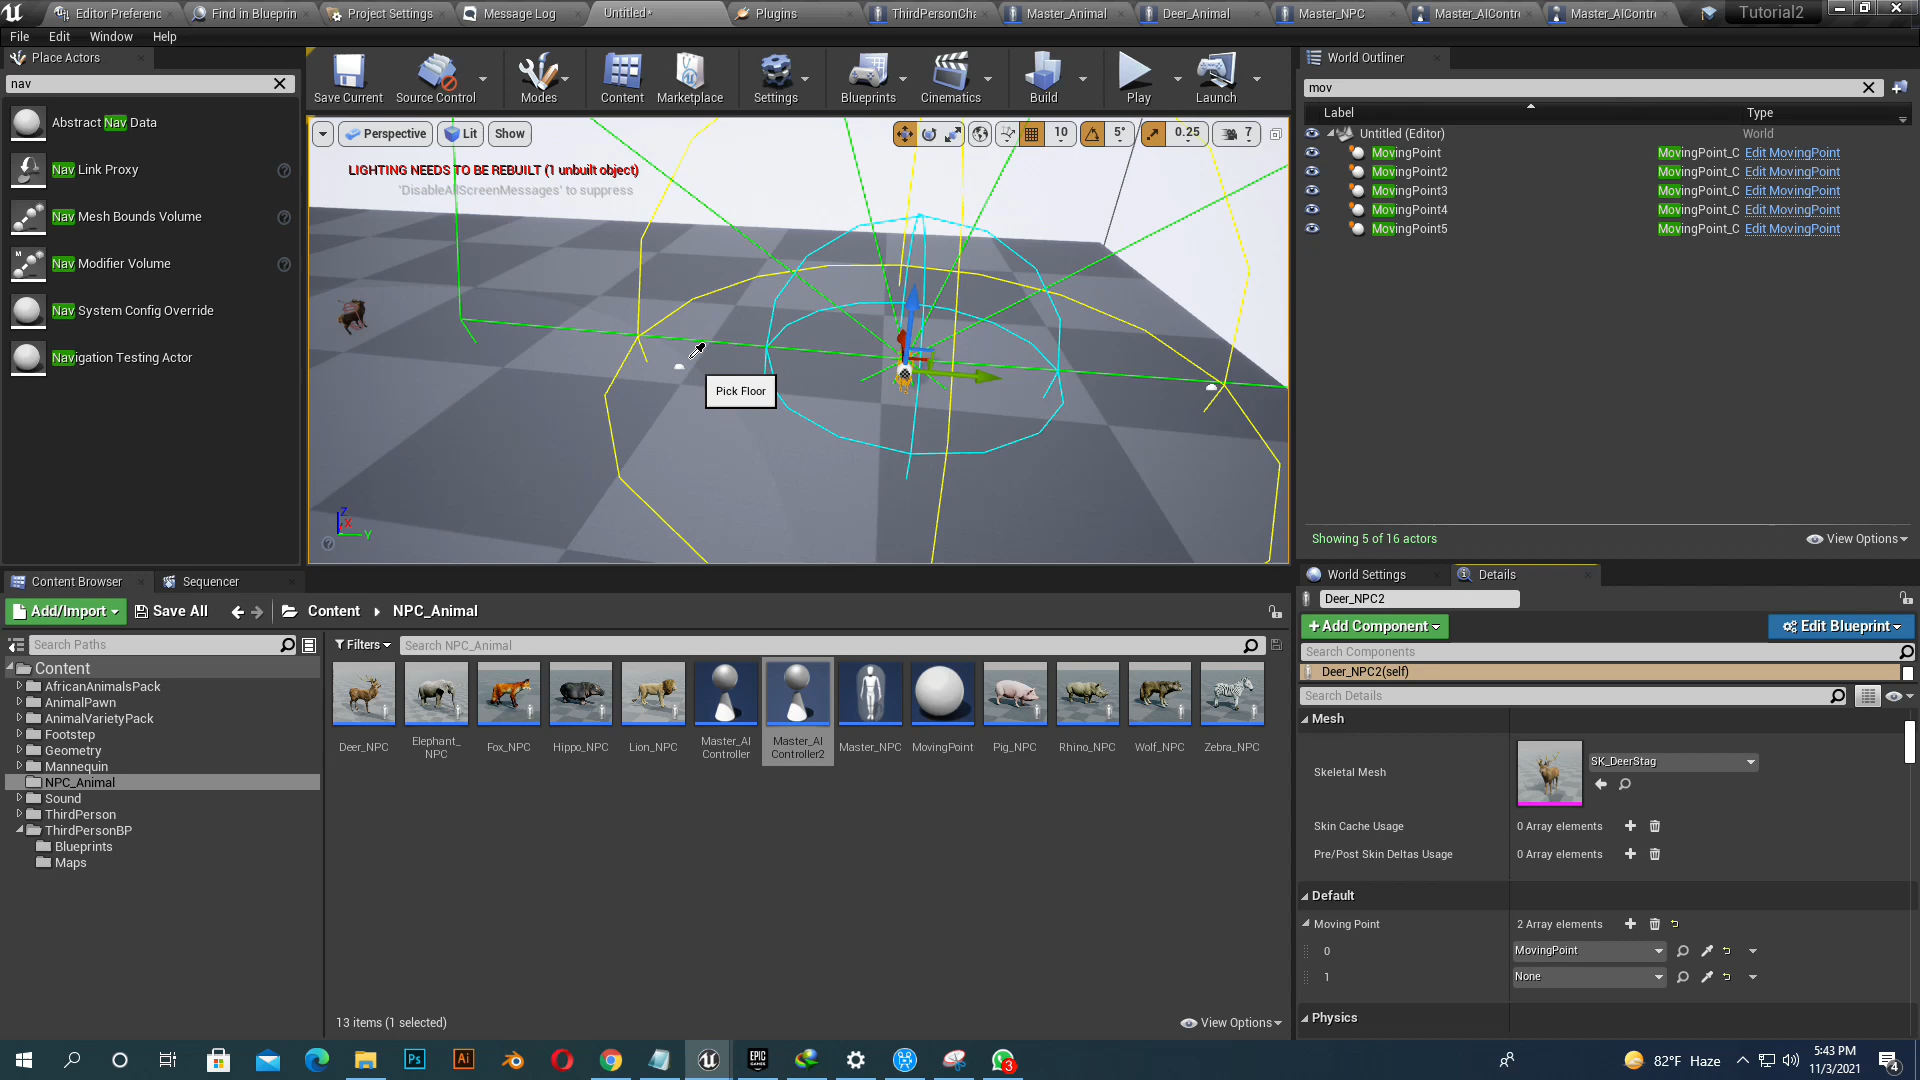 Editor Preferenc
Find in Blueprin
Project Settings
Message Log
Untitled*
Plugins
ThirdPersonCha
Master_Animal
Deer_Animal
Master_NPC
Master_AIContr
Master_AIContr
Tutorial2
File
Edit
Window
Help
Place Actors
nav
Abstract Nav Data
Nav Link Proxy
Nav Mesh Bounds Volume
Nav Modifier Volume
Nav System Config Override
Navigation Testing Actor
Save Current
Source Control
Modes
Content
Marketplace
Settings
Blueprints
Cinematics
Build
Play
Launch
Perspective
Lit
Show
10
5°
0.25
7
LIGHTING NEEDS TO BE REBUILT (1 unbuilt object)
'DisableAllScreenMessages' to suppress
Pick Floor
Z
X
Y
World Outliner
mov
Label
Type
Untitled (Editor)
World
MovingPoint
MovingPoint_C
Edit MovingPoint
MovingPoint2
MovingPoint_C
Edit MovingPoint
MovingPoint3
MovingPoint_C
Edit MovingPoint
MovingPoint4
MovingPoint_C
Edit MovingPoint
MovingPoint5
MovingPoint_C
Edit MovingPoint
Showing 5 of 16 actors
View Options
Content Browser
Sequencer
Add/Import
Save All
Content
NPC_Animal
Search Paths
Filters
Search NPC_Animal
Content
AfricanAnimalsPack
AnimalPawn
AnimalVarietyPack
Footstep
Geometry
Mannequin
NPC_Animal
Sound
ThirdPerson
ThirdPersonBP
Blueprints
Maps
Deer_NPC
Elephant_
NPC
Fox_NPC
Hippo_NPC
Lion_NPC
Master_AI
Controller
Master_AI
Controller2
Master_NPC
MovingPoint
Pig_NPC
Rhino_NPC
Wolf_NPC
Zebra_NPC
13 items (1 selected)
View Options
World Settings
Details
Deer_NPC2
Add Component
Edit Blueprint
Search Components
Deer_NPC2(self)
Search Details
Mesh
Skeletal Mesh
SK_DeerStag
Skin Cache Usage
0 Array elements
Pre/Post Skin Deltas Usage
0 Array elements
Default
Moving Point
2 Array elements
0
MovingPoint
1
None
Physics
Ps
Ai
EPIC
GAMES
3
82°F Haze
5:43 PM
11/3/2021
4